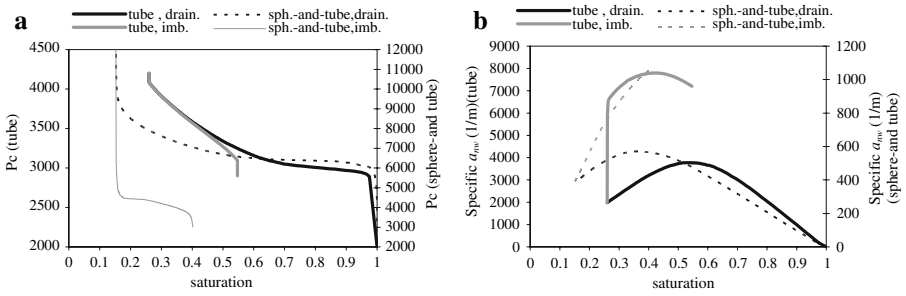 a
tube , drain.
sph.-and-tube,drain.
tube, imb.
sph.-and-tube,imb.
Pc (tube)
4500
4000
3500
3000
2500
2000
12000
11000
10000
9000
8000
7000
6000
5000
4000
3000
2000
Pc (sphere-and tube)
0 0.1 0.2 0.3 0.4 0.5 0.6 0.7 0.8 0.9 1
saturation
b
tube , drain.
sph.-and-tube,drain.
tube, imb.
sph.-and-tube,imb.
Specific anw (1/m)(tube)
9000
8000
7000
6000
5000
4000
3000
2000
1000
0
1200
1000
800
600
400
200
0
Specific anw (1/m)
(sphere-and tube)
0 0.1 0.2 0.3 0.4 0.5 0.6 0.7 0.8 0.9 1
saturation